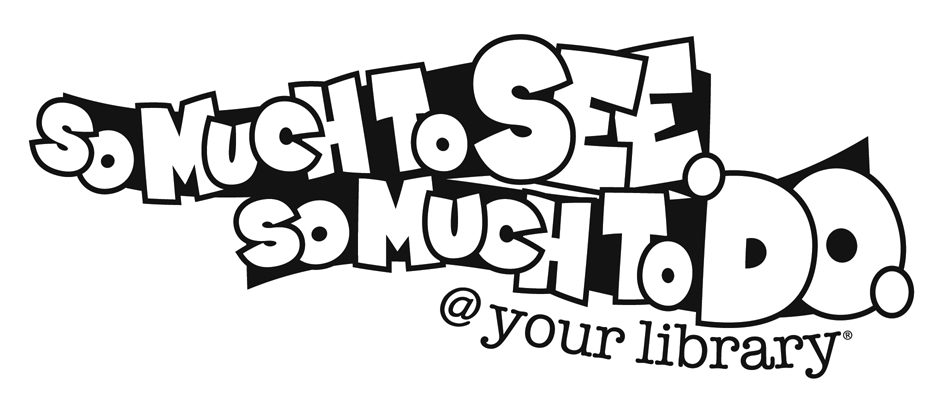 SO MUCH TO SEE.
SO MUCH TO DO.
@ your library®